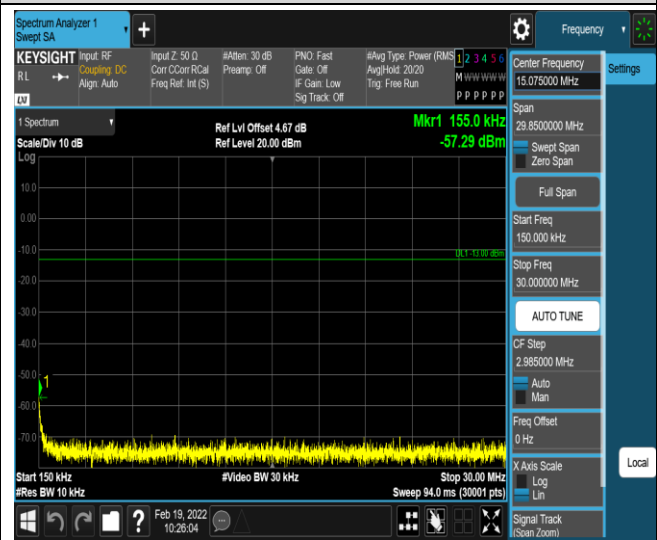 Spectrum Analyzer 1
Swept SA
Frequency
KEYSIGHT
RL
LXI
Input: RF
Coupling: DC
Align: Auto
Input Z: 50 Ω
Corr CCorr RCal
Freq Ref: Int (S)
#Atten: 30 dB
Preamp: Off
PNO: Fast
Gate: Off
IF Gain: Low
Sig Track: Off
#Avg Type: Power (RMS
Avg|Hold: 20/20
Trig: Free Run
1 2 3 4 5 6
M W W W W W
P P P P P P
1 Spectrum
Scale/Div 10 dB
Log
Ref Lvl Offset 4.67 dB
Ref Level 20.00 dBm
Mkr1 155.0 kHz
-57.29 dBm
10.0
0.00
-10.0
DL1 -13.00 dBm
-20.0
-30.0
-40.0
-50.0
1
-60.0
-70.0
Start 150 kHz
#Res BW 10 kHz
#Video BW 30 kHz
Stop 30.00 MHz
Sweep 94.0 ms (30001 pts)
Feb 19, 2022
10:26:04
Center Frequency
15.075000 MHz
Span
29.8500000 MHz
Swept Span
Zero Span
Full Span
Start Freq
150.000 kHz
Stop Freq
30.000000 MHz
AUTO TUNE
CF Step
2.985000 MHz
Auto
Man
Freq Offset
0 Hz
X Axis Scale
Log
Lin
Signal Track
(Span Zoom)
Settings
Local